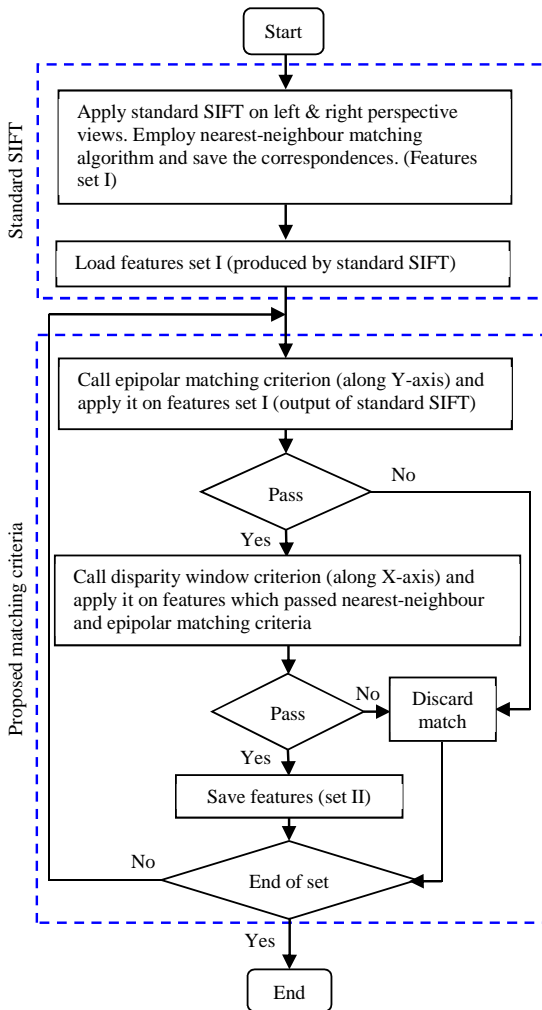 Start
Standard SIFT
Apply standard SIFT on left & right perspective
views. Employ nearest-neighbour matching
algorithm and save the correspondences. (Features
set I)
Load features set I (produced by standard SIFT)
Proposed matching criteria
Call epipolar matching criterion (along Y-axis) and
apply it on features set I (output of standard SIFT)
Pass
No
Yes
Call disparity window criterion (along X-axis) and
apply it on features which passed nearest-neighbour
and epipolar matching criteria
Pass
No
Discard
match
Yes
Save features (set II)
No
End of set
Yes
End